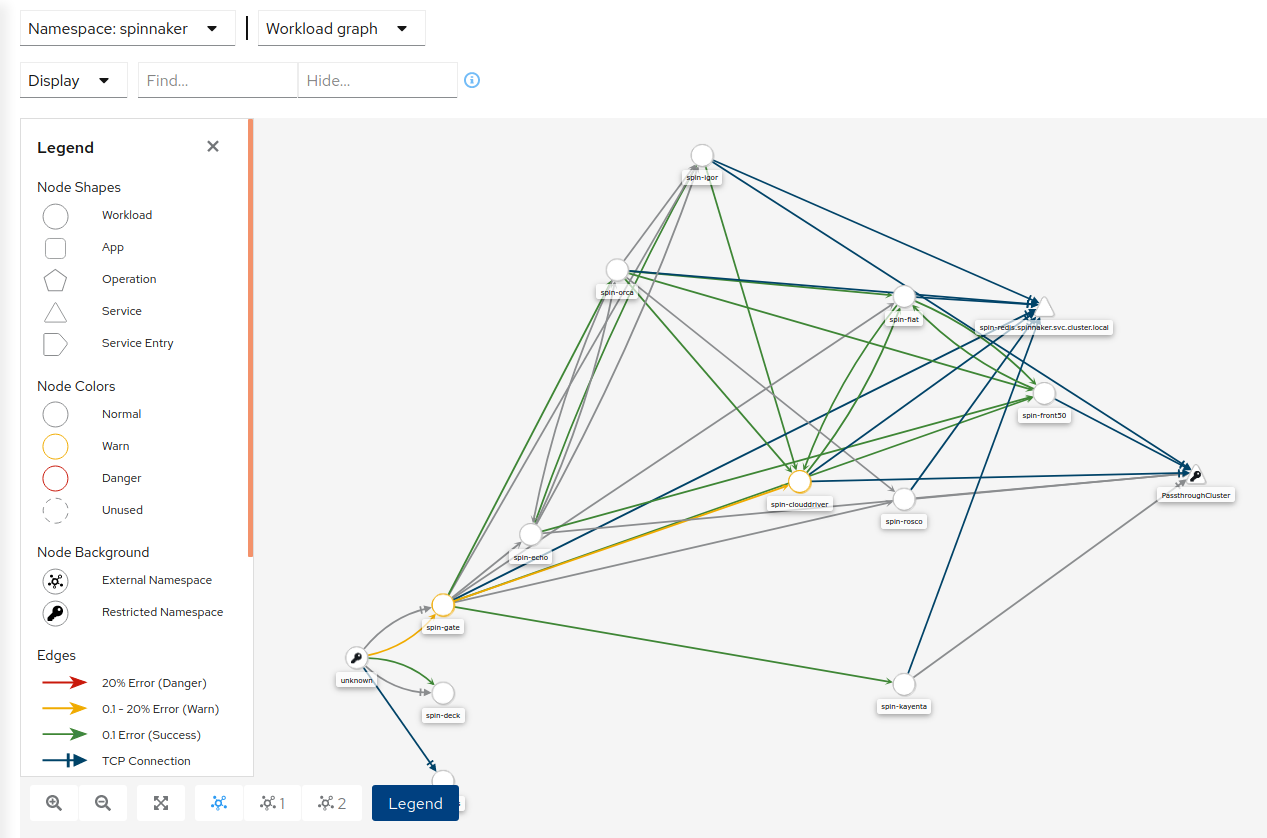 Namespace: spinnaker
Workload graph
Display
Find...
Hide...
Legend
Node Shapes
Workload
App
Operation
Service
Service Entry
Node Colors
Normal
Warn
Danger
Unused
Node Background
External Namespace
Restricted Namespace
Edges
20% Error (Danger)
0.1 - 20% Error (Warn)
0.1 Error (Success)
TCP Connection
spin-igor
spin-orca
spin-fiat
spin-redis.spinnaker.svc.cluster.local
spin-front50
PassthroughCluster
spin-clouddriver
spin-rosco
spin-echo
spin-gate
unknown
spin-deck
spin-kayenta
1
2
Legend